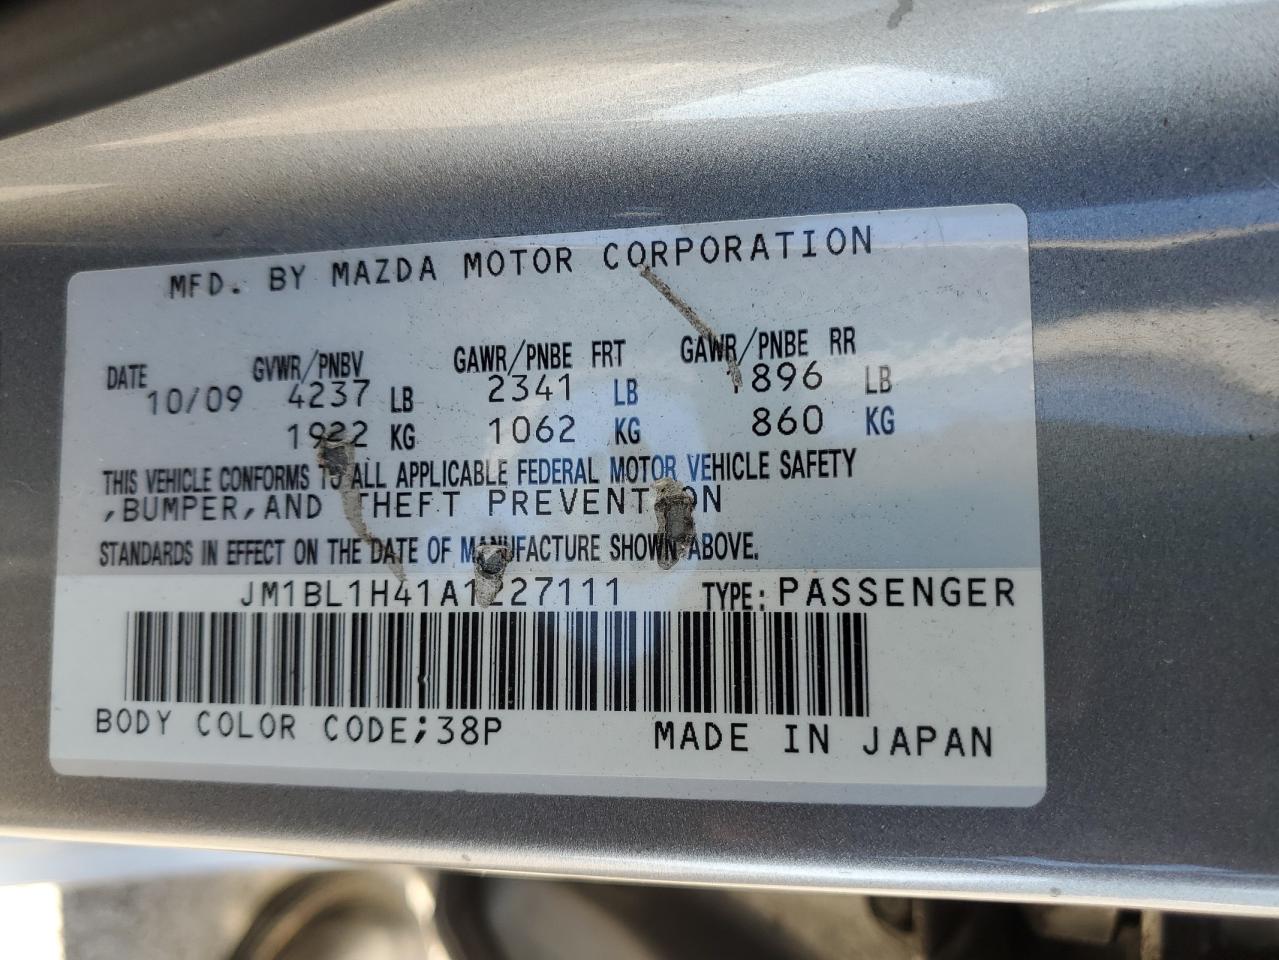 MFD. BY MAZDA MOTOR CORPORATION
DATE GVWR/PNBV GAWR/PNBE FRT GAWR/PNBE RR
10/09 4237 LB 2341 LB 1896 LB
1922 KG 1062 KG 860 KG
THIS VEHICLE CONFORMS TO ALL APPLICABLE FEDERAL MOTOR VEHICLE SAFETY
,BUMPER,AND THEFT PREVENTION
STANDARDS IN EFFECT ON THE DATE OF MANUFACTURE SHOWN ABOVE.
JM1BL1H41A1227111 TYPE: PASSENGER
BODY COLOR CODE;38P MADE IN JAPAN